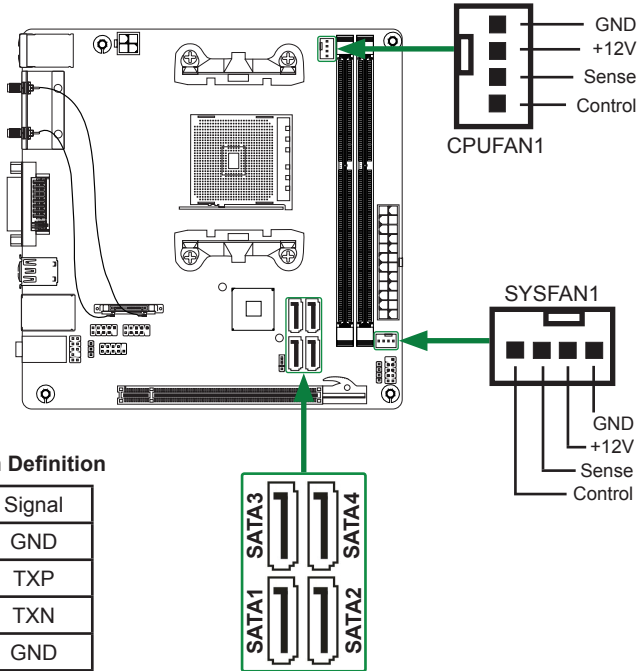 GND
+12V
Sense
Control
CPUFAN1
SYSFAN1
GND
+12V
Sense
Control
Definition
Signal
GND
TXP
TXN
GND
SATA3
SATA4
SATA1
SATA2